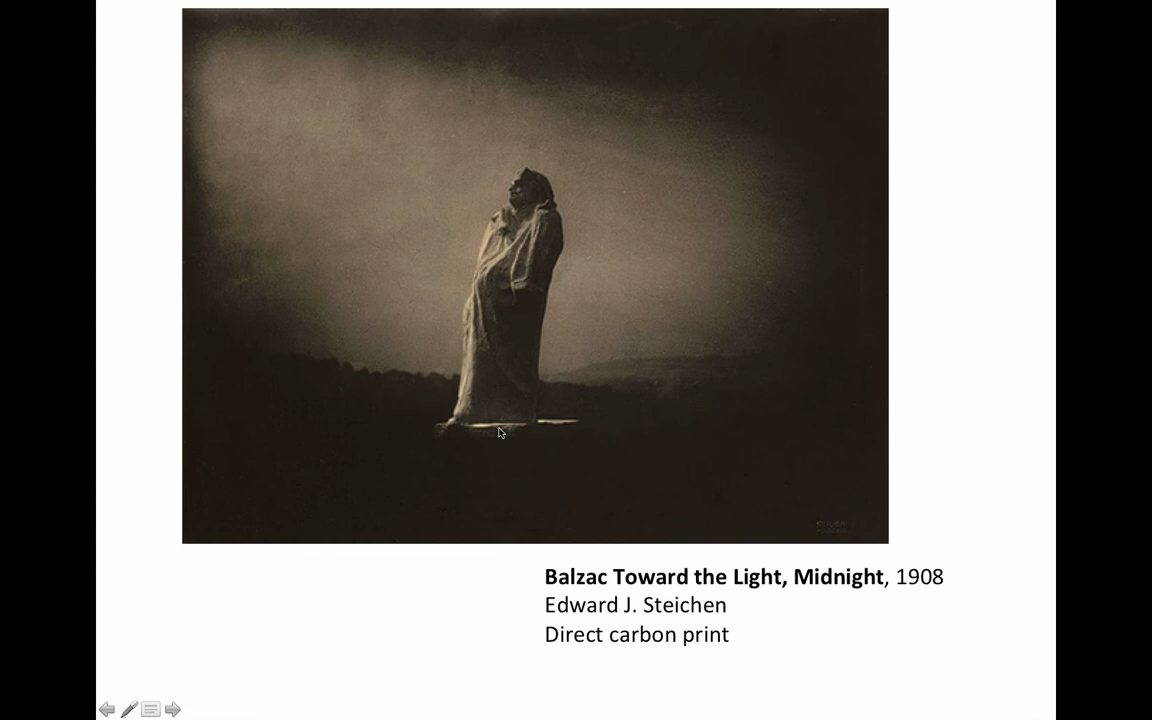 Balzac Toward the Light, Midnight, 1908
Edward J. Steichen
Direct carbon print